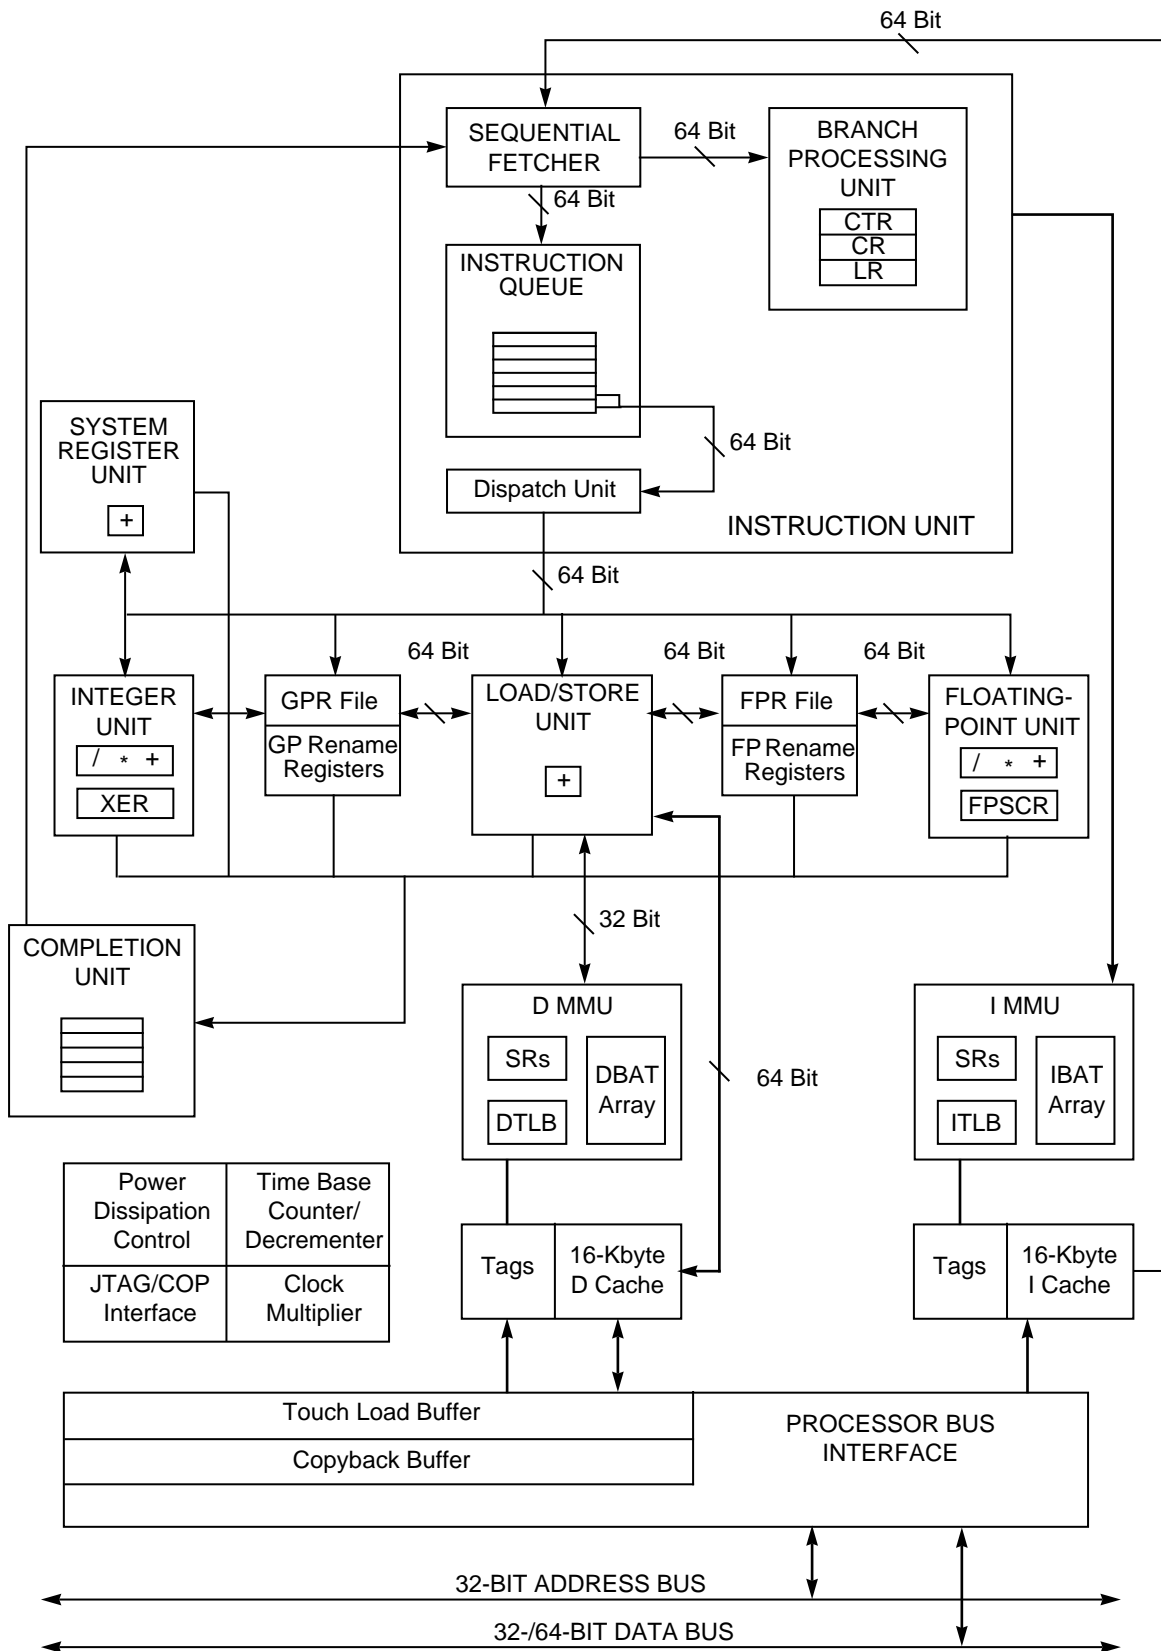 64 Bit
SEQUENTIAL
FETCHER
64 Bit
BRANCH
PROCESSING
UNIT
CTR
CR
LR
64 Bit
INSTRUCTION
QUEUE
64 Bit
Dispatch Unit
INSTRUCTION UNIT
SYSTEM
REGISTER
UNIT
+
64 Bit
64 Bit
64 Bit
64 Bit
INTEGER
UNIT
/ * +
XER
GPR File
GP Rename
Registers
LOAD/STORE
UNIT
+
FPR File
FP Rename
Registers
FLOATING-
POINT UNIT
/ * +
FPSCR
32 Bit
COMPLETION
UNIT
D MMU
SRs
DTLB
DBAT
Array
64 Bit
I MMU
SRs
ITLB
IBAT
Array
Power
Dissipation
Control
Time Base
Counter/
Decrementer
JTAG/COP
Interface
Clock
Multiplier
Tags
16-Kbyte
D Cache
Tags
16-Kbyte
I Cache
Touch Load Buffer
Copyback Buffer
PROCESSOR BUS
INTERFACE
32-BIT ADDRESS BUS
32-/64-BIT DATA BUS